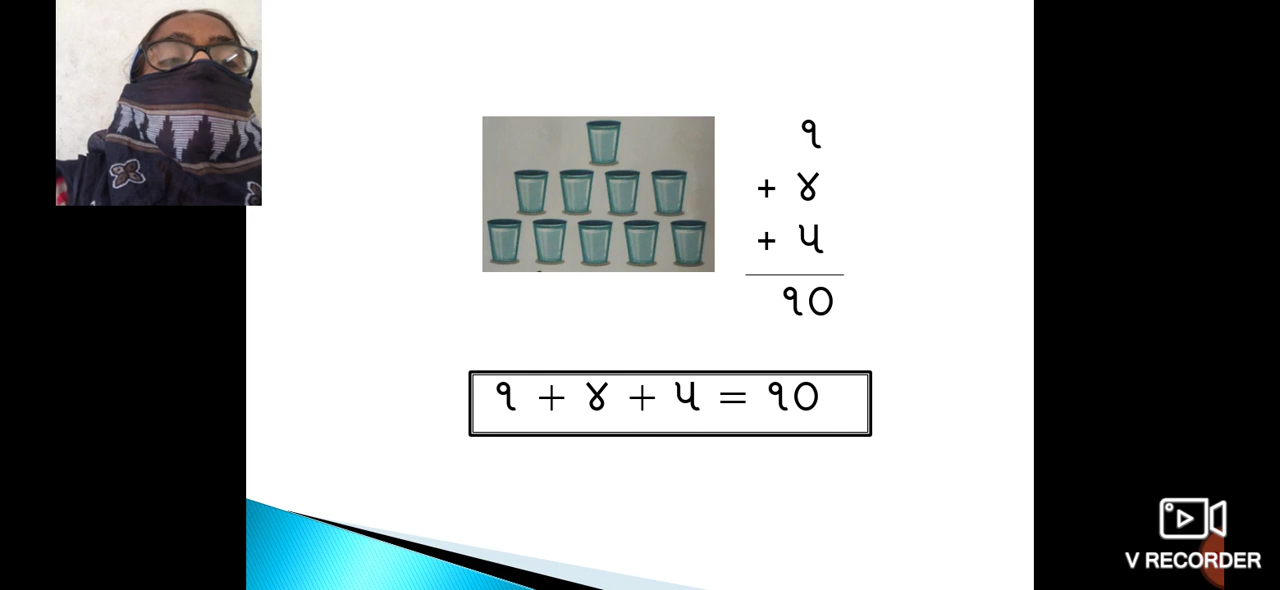 ૧
+ ૪
+ ૫
૧૦
૧ + ૪ + ૫ = ૧૦
V RECORDER